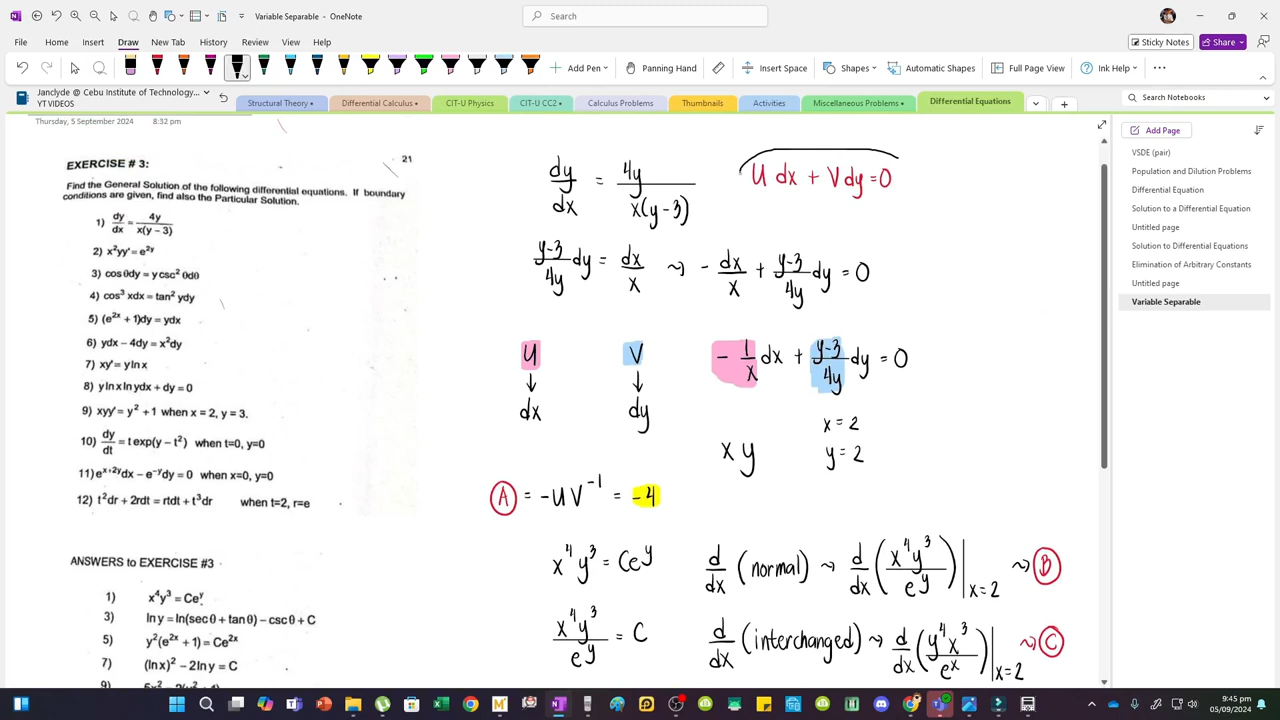 Variable Separable - OneNote
Search
File Home Insert Draw New Tab History Review View Help
Sticky Notes
Share
Add Pen
Panning Hand
Insert Space
Shapes
Automatic Shapes
Full Page View
Ink Help
Janclyde @ Cebu Institute of Technology...
YT VIDEOS
Structural Theory
Differential Calculus
CIT-U Physics
CIT-U CC2
Calculus Problems
Thumbnails
Activities
Miscellaneous Problems
Differential Equations
Search Notebooks
Thursday, 5 September 2024 8:32 pm
EXERCISE # 3: 21
Find the General Solution of the following differential equations. If boundary
conditions are given, find also the Particular Solution.
1) dy/dx = 4y/x(y – 3)
2) x²yy' = e^2y
3) cosθdy = ycsc²θdθ
4) cos³ xdx = tan² ydy
5) (e^2x + 1)dy = ydx
6) ydx – 4dy = x²dy
7) xy' = y ln x
8) y ln x ln ydx + dy = 0
9) xyy' = y² + 1 when x = 2, y = 3.
10) dy/dt = t exp(y – t²) when t=0, y=0
11) e^x+2y dx – e^–y dy = 0 when x=0, y=0
12) t²dr + 2rdt = rtdt + t³dr when t=2, r=e
ANSWERS to EXERCISE #3
1) x⁴y³ = Ce^y
3) ln y = ln(sec θ + tan θ) – csc θ + C
5) y²(e^2x + 1) = Ce^2x
7) (ln x)² – 2 ln y = C
dy/dx = 4y/x(y-3)
U dx + V dy = 0
y-3/4y dy = dx/x ⤳ - dx/x + y-3/4y dy = 0
U V
↓ ↓
dx dy
- 1/x dx + y-3/4y dy = 0
x = 2
x y
y = 2
A = -UV⁻¹ = -4
x⁴y³ = Ce^y
d/dx (normal) ⤳ d/dx (x⁴y³/e^y) | x=2 ⤳ B
x⁴y³/e^y = C
d/dx (interchanged) ⤳ d/dx (y⁴x³/e^x) | x=2 ⤳ C
Add Page
VSDE (pair)
Population and Dilution Problems
Differential Equation
Solution to a Differential Equation
Untitled page
Solution to Differential Equations
Elimination of Arbitrary Constants
Untitled page
Variable Separable
9:45 pm
05/09/2024